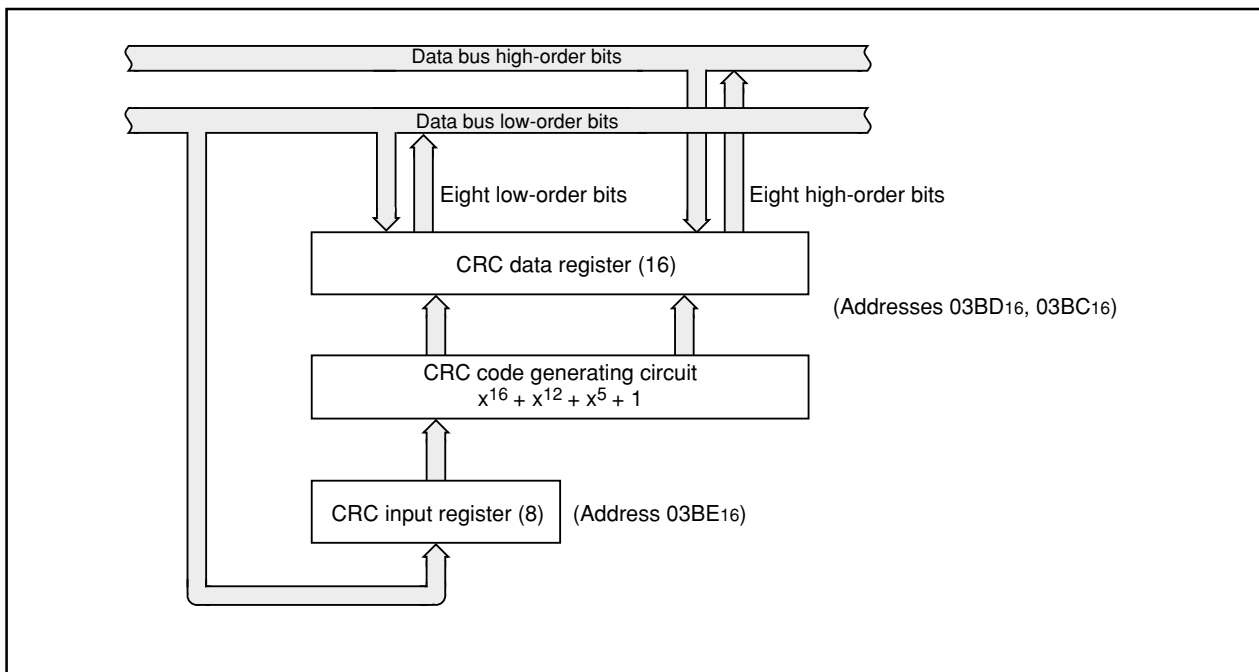 Data bus high-order bits
Data bus low-order bits
Eight low-order bits
Eight high-order bits
CRC data register (16)
(Addresses 03BD₁₆, 03BC₁₆)
CRC code generating circuit
x¹⁶ + x¹² + x⁵ + 1
CRC input register (8)
(Address 03BE₁₆)